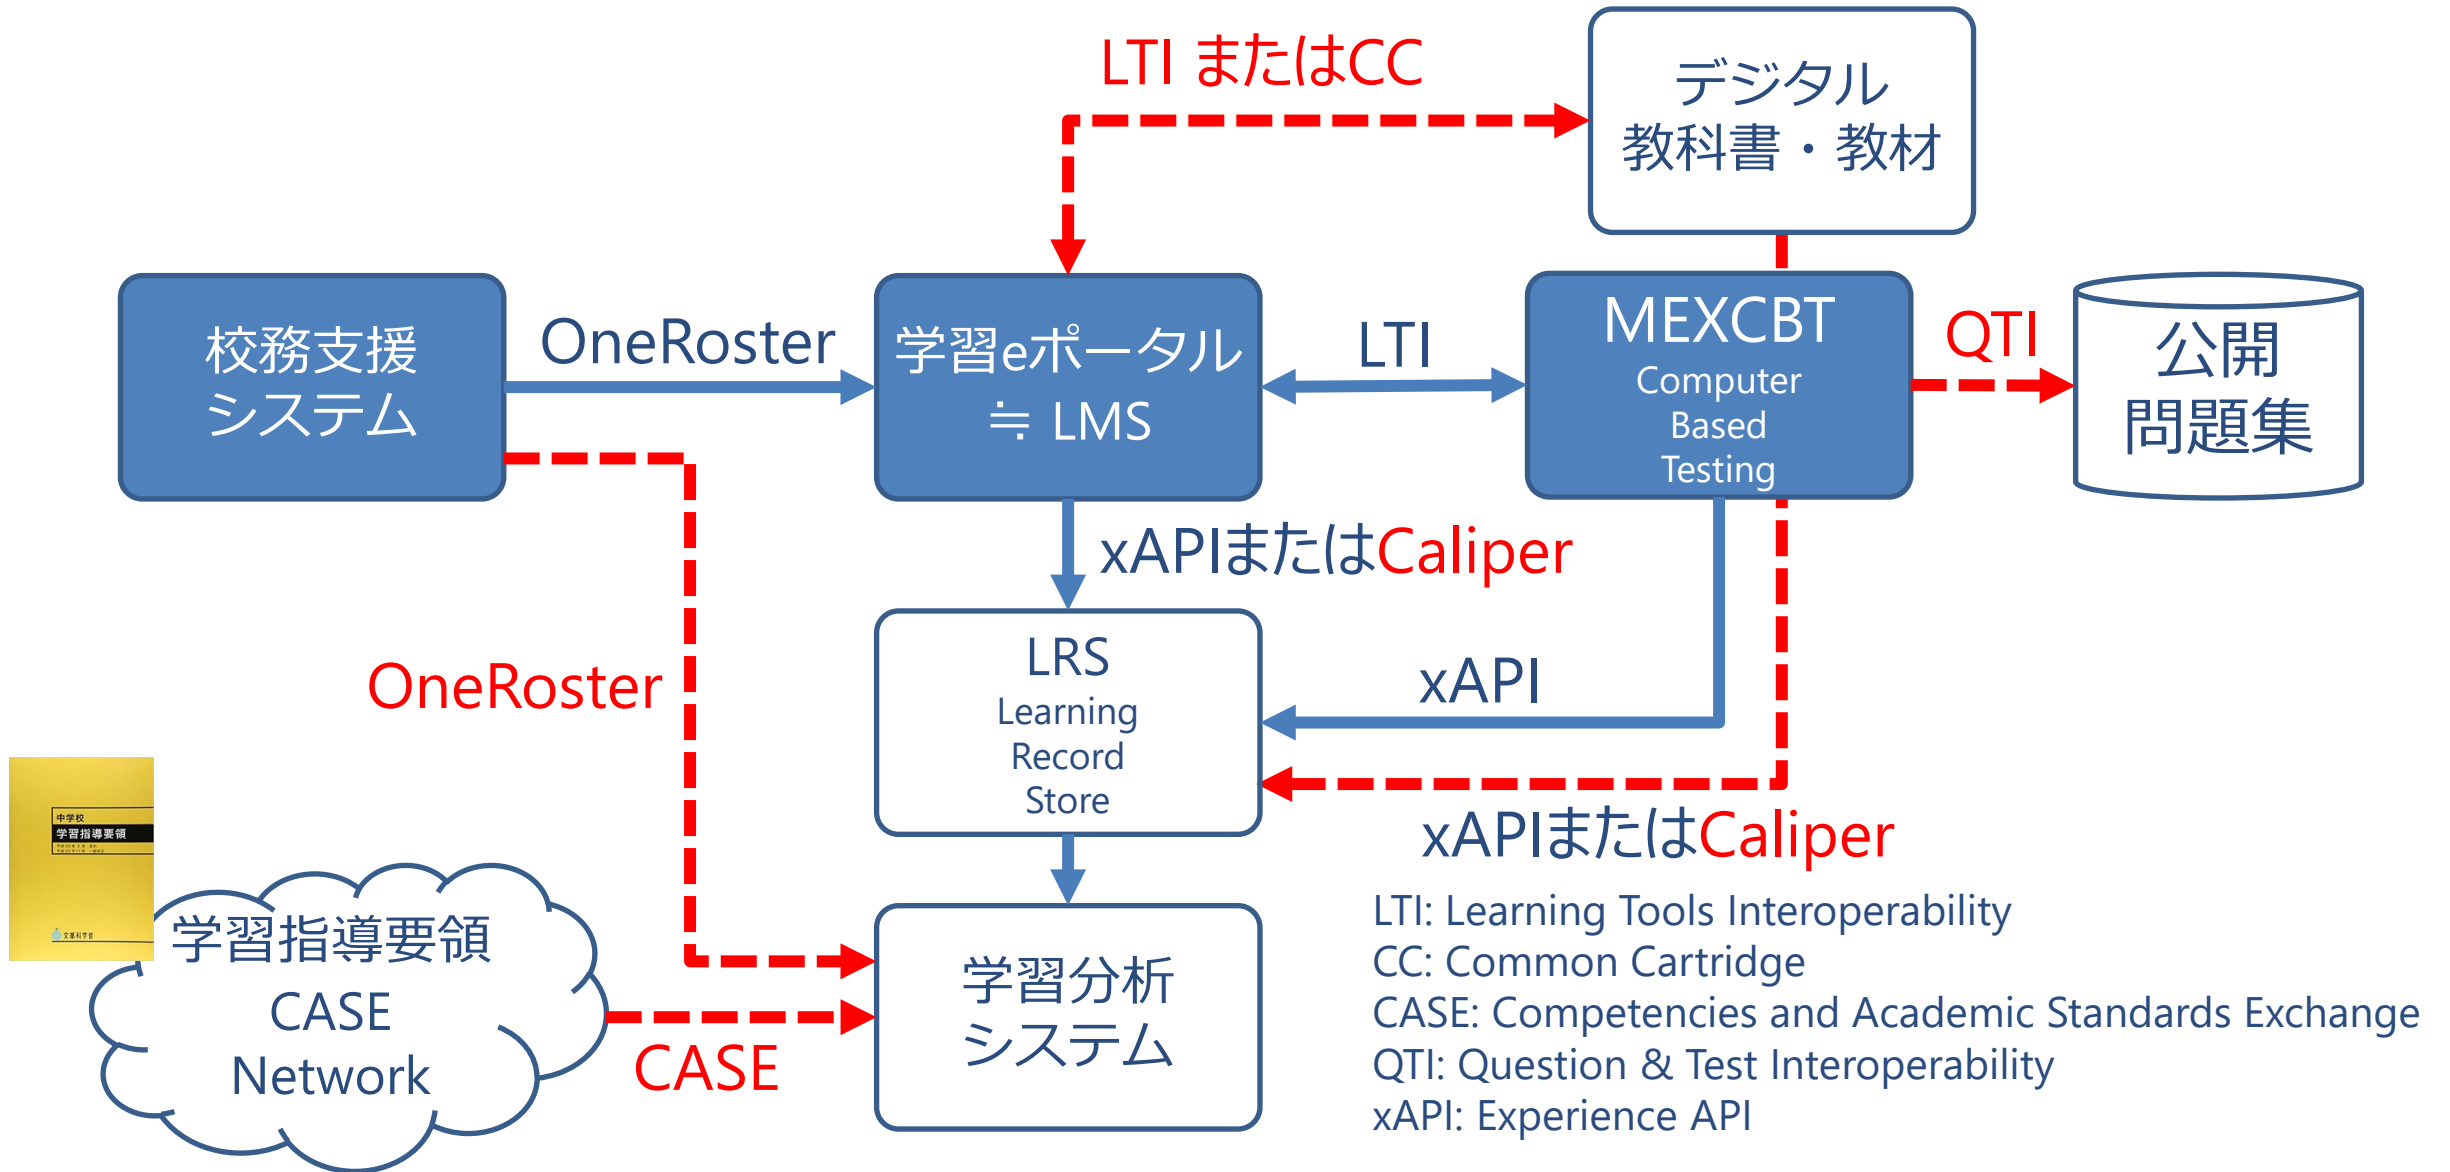 LTI またはCC
デジタル
教科書・教材
校務支援
システム
OneRoster
学習eポータル
≒ LMS
LTI
MEXCBT
Computer
Based
Testing
QTI
公開
問題集
xAPIまたはCaliper
OneRoster
LRS
Learning
Record
Store
xAPI
xAPIまたはCaliper
中学校
学習指導要領
文部科学省
学習指導要領
CASE
Network
CASE
学習分析
システム
LTI: Learning Tools Interoperability
CC: Common Cartridge
CASE: Competencies and Academic Standards Exchange
QTI: Question & Test Interoperability
xAPI: Experience API